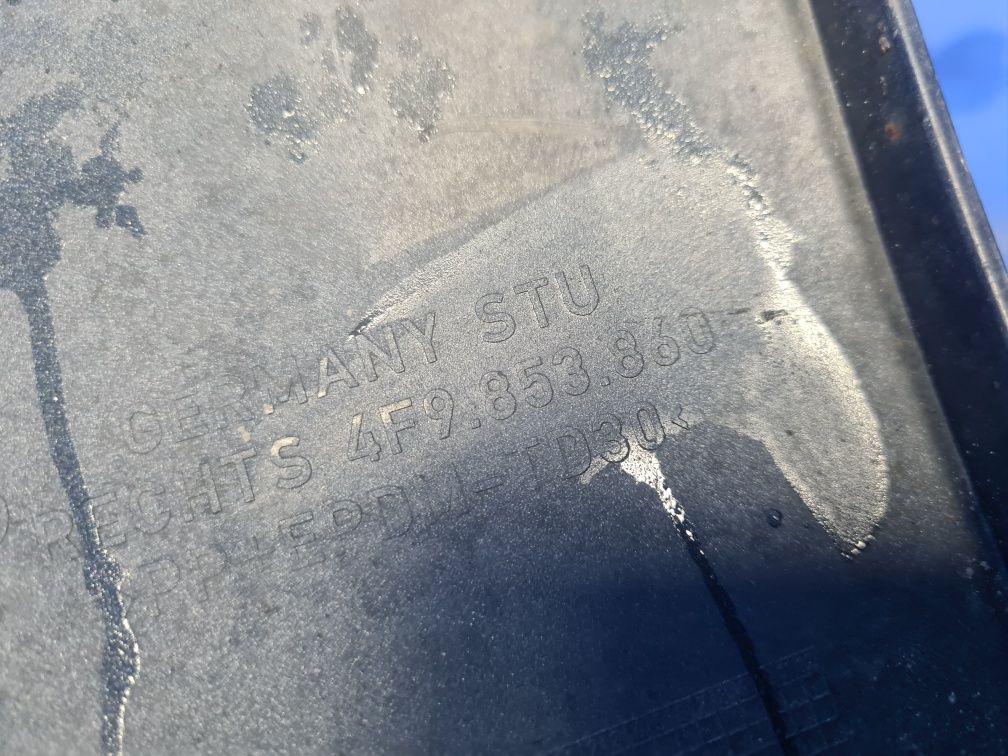 GERMANY STU
RECHTS 4F9.853.860
PP+EPDM-TD30<